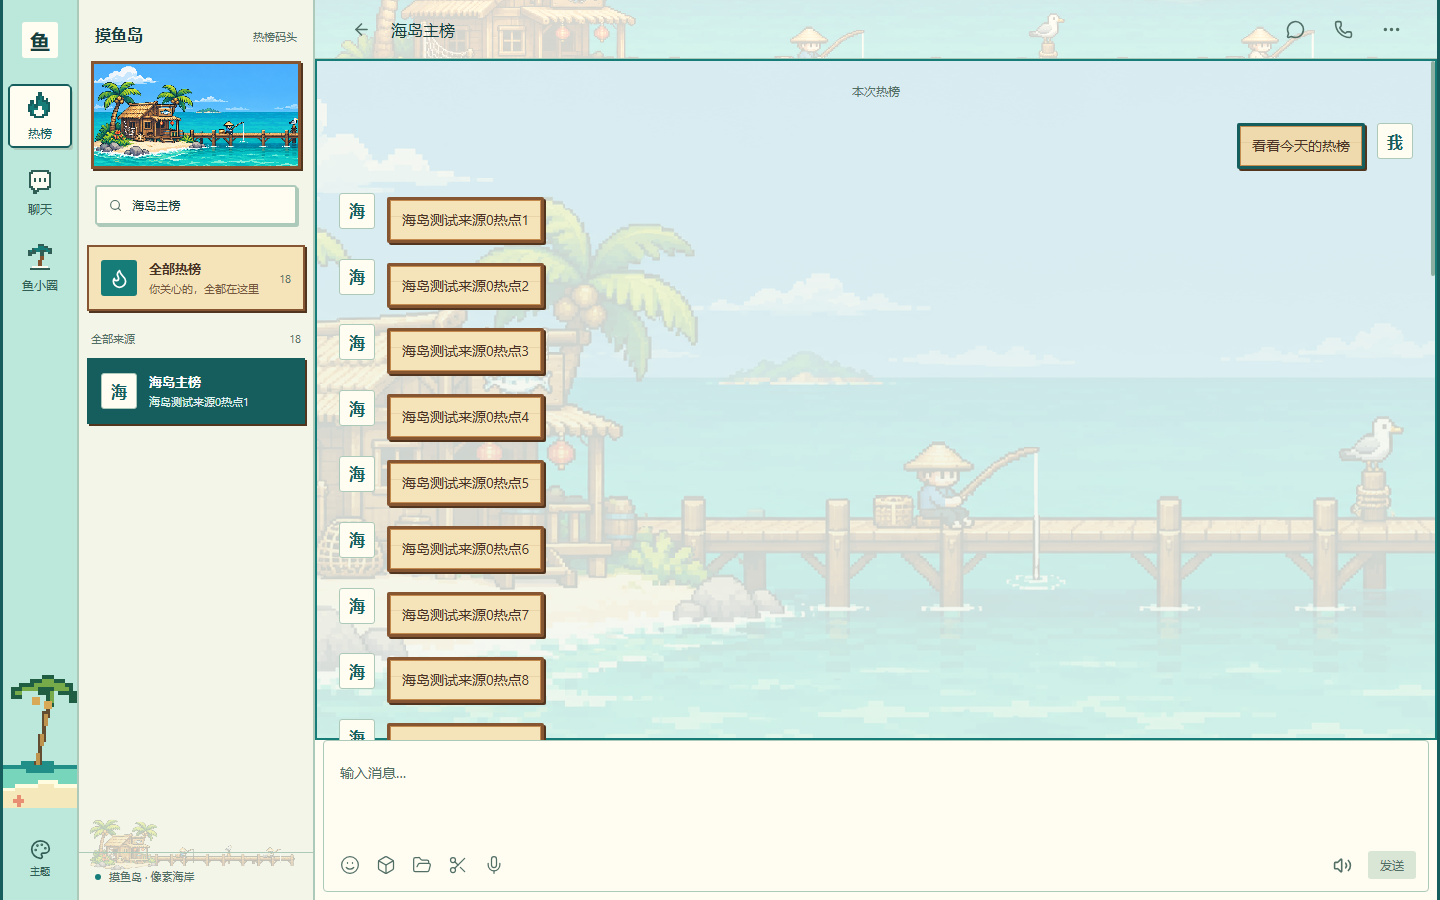 鱼
热榜
聊天
鱼小圈
主题
摸鱼岛
热榜码头
海岛主榜
全部热榜
你关心的，全都在这里
18
全部来源
18
海
海岛主榜
海岛测试来源0热点1
摸鱼岛 · 像素海岸
海岛主榜
本次热榜
看看今天的热榜
我
海
海岛测试来源0热点1
海
海岛测试来源0热点2
海
海岛测试来源0热点3
海
海岛测试来源0热点4
海
海岛测试来源0热点5
海
海岛测试来源0热点6
海
海岛测试来源0热点7
海
海岛测试来源0热点8
海
输入消息...
发送